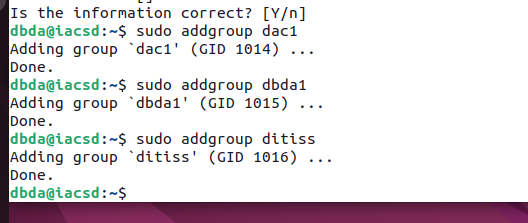 Is the information correct? [Y/n]
dbda@iacsd:~$ sudo addgroup dac1
Adding group `dac1' (GID 1014) ...
Done.
dbda@iacsd:~$ sudo addgroup dbda1
Adding group `dbda1' (GID 1015) ...
Done.
dbda@iacsd:~$ sudo addgroup ditiss
Adding group `ditiss' (GID 1016) ...
Done.
dbda@iacsd:~$